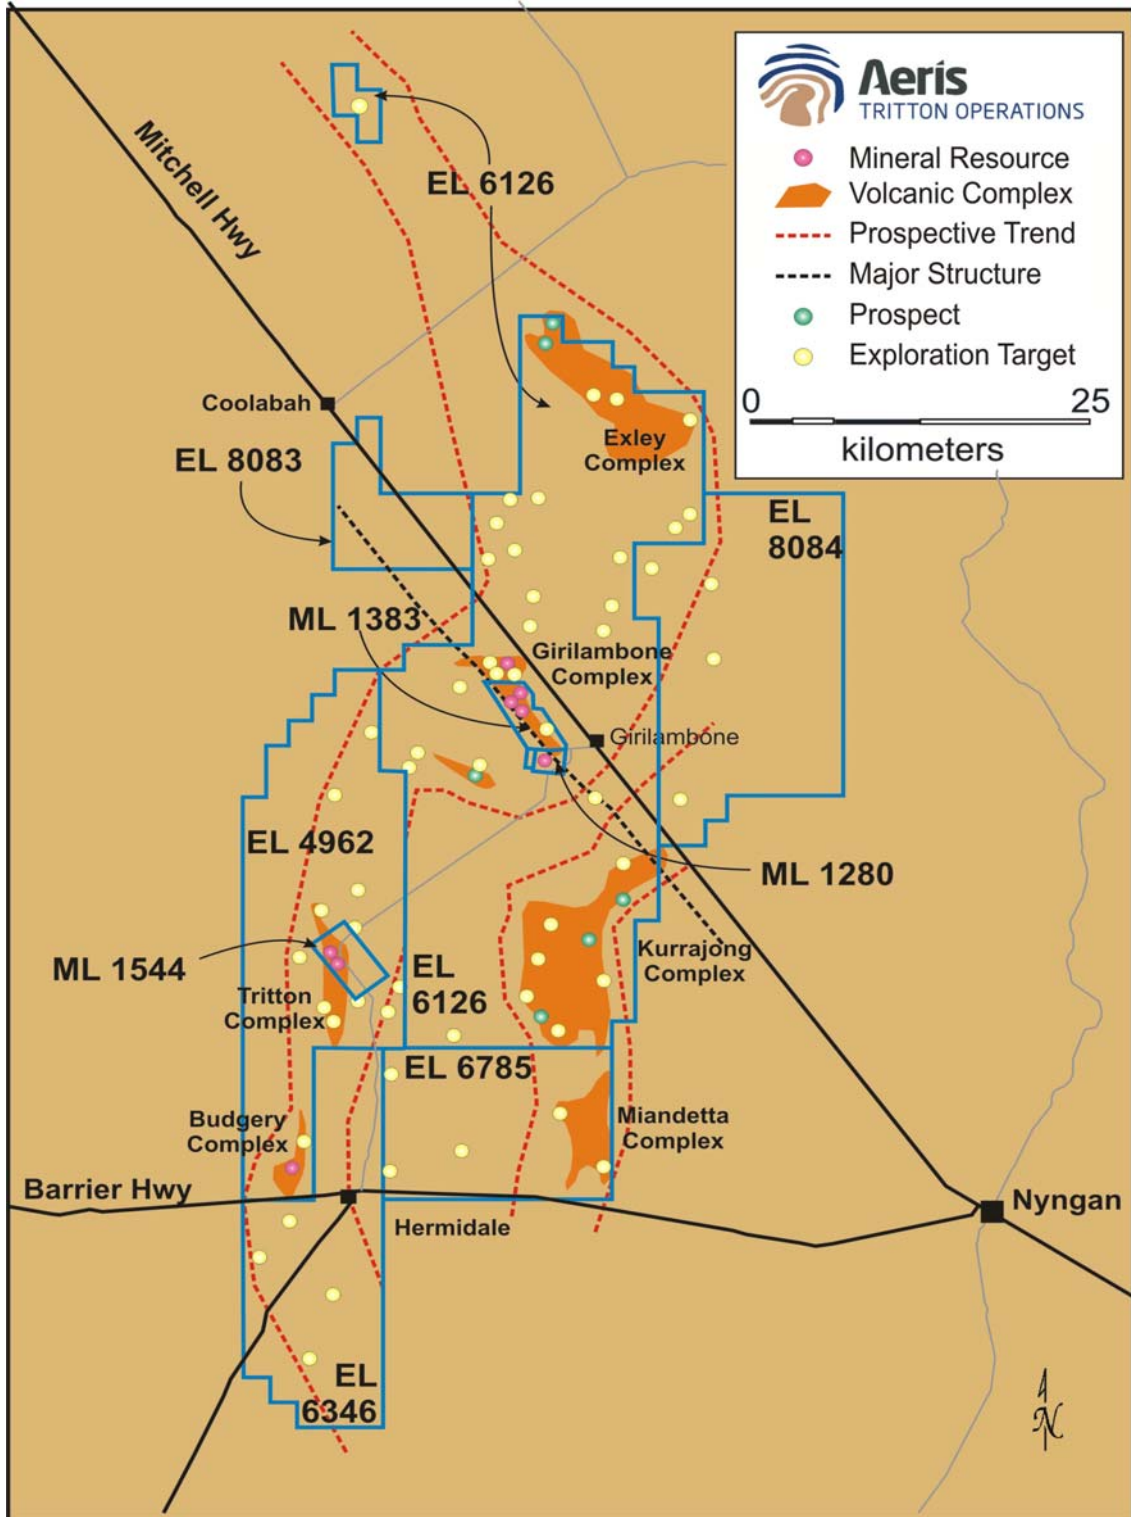 Aeris
TRITTON OPERATIONS
Mineral Resource
Volcanic Complex
Prospective Trend
Major Structure
Prospect
Exploration Target
0 25
kilometers
Mitchell Hwy
EL 6126
Coolabah
EL 8083
Exley
Complex
EL
8084
ML 1383
Girilambone
Complex
Girilambone
EL 4962
ML 1280
ML 1544
EL
6126
Kurrajong
Complex
Tritton
Complex
EL 6785
Budgery
Complex
Miandetta
Complex
Barrier Hwy
Nyngan
Hermidale
EL
6346
N